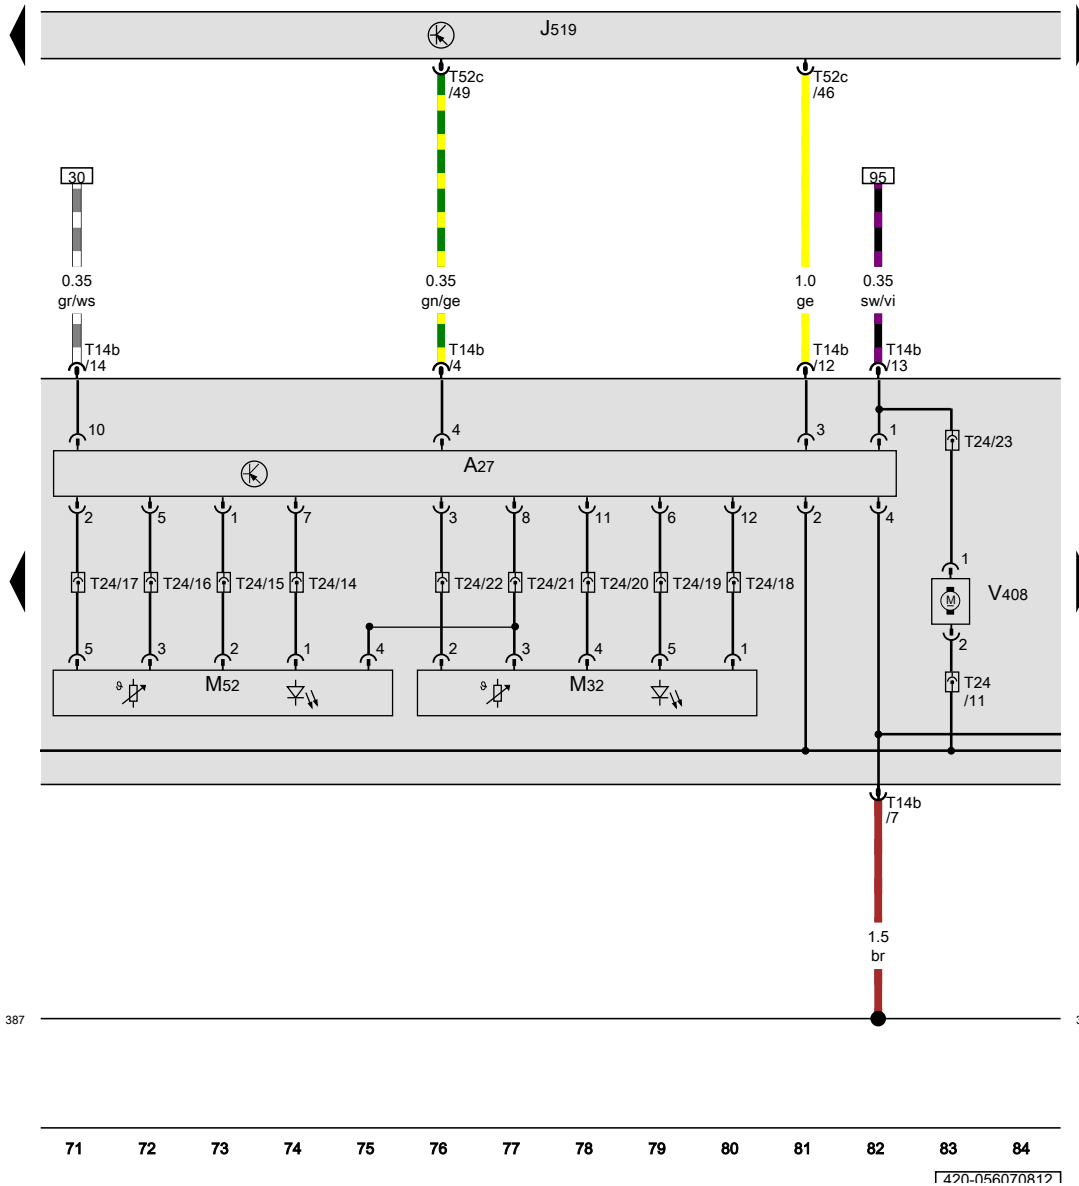 J519
T52c
/49
T52c
/46
30
95
0.35
gr/ws
0.35
gn/ge
1.0
ge
0.35
sw/vi
T14b
/14
T14b
/4
T14b
/12
T14b
/13
10
4
3
1
T24/23
A27
2
5
1
7
3
8
11
6
12
2
4
T24/17
T24/16
T24/15
T24/14
T24/22
T24/21
T24/20
T24/19
T24/18
1
M
V408
2
5
3
2
1
4
2
3
4
5
1
ϑ
M52
ϑ
M32
T24
/11
T14b
/7
1.5
br
387
3
71 72 73 74 75 76 77 78 79 80 81 82 83 84
420-056070812